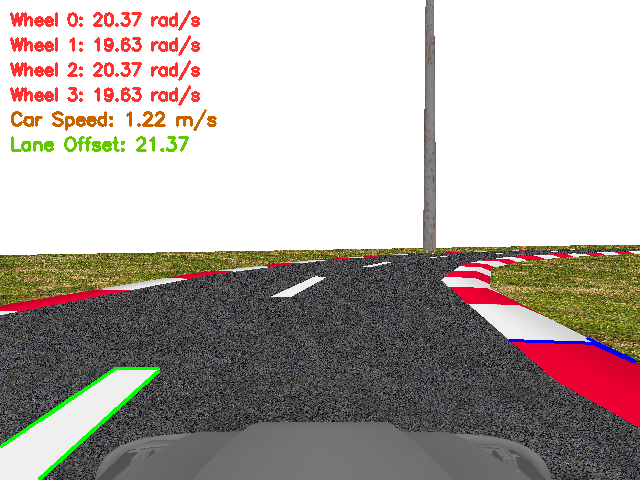 Wheel 0: 20.37 rad/s
Wheel 1: 19.63 rad/s
Wheel 2: 20.37 rad/s
Wheel 3: 19.63 rad/s
Car Speed: 1.22 m/s
Lane Offset: 21.37